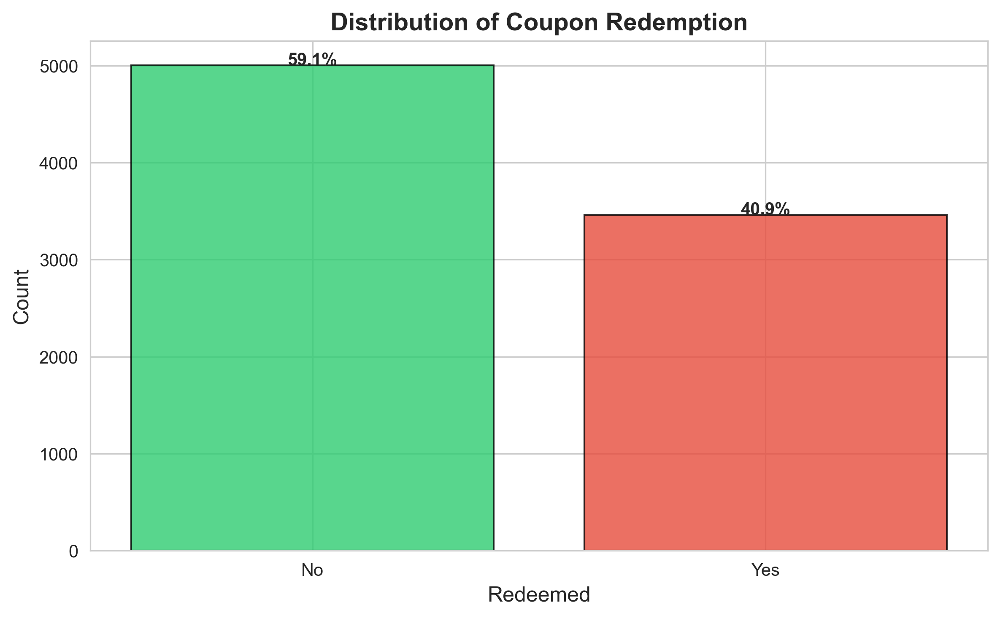 Distribution of Coupon Redemption
59.1%
5000
4000
40.9%
3000
2000
1000
0
Count
No
Yes
Redeemed